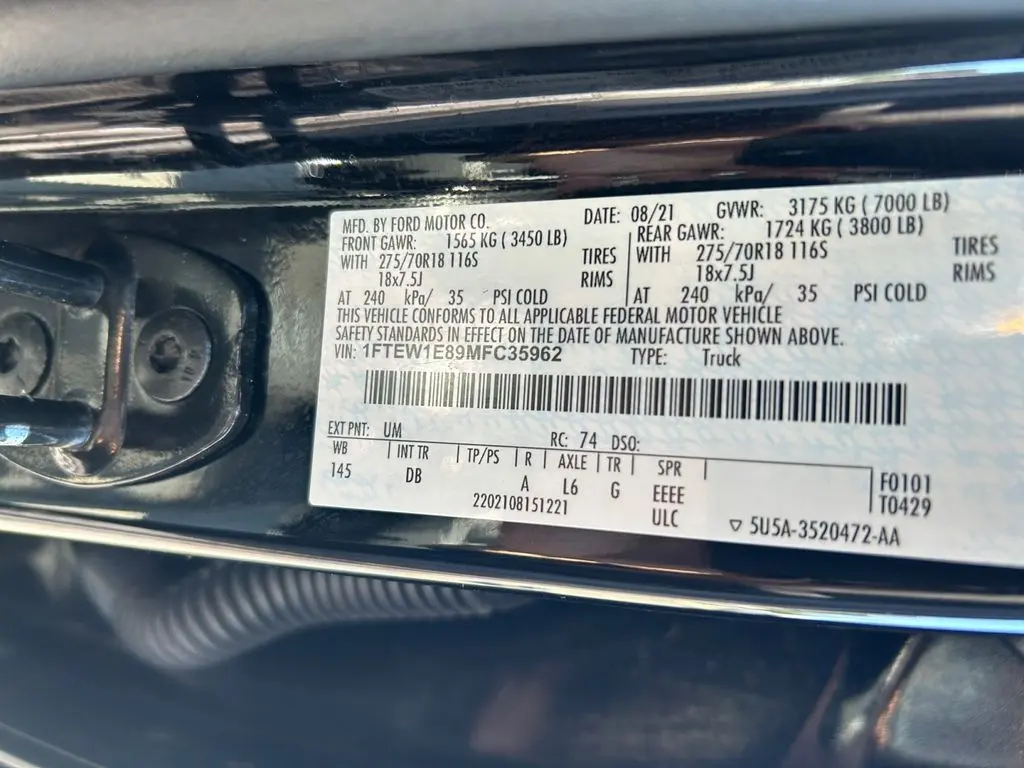 MFD. BY FORD MOTOR CO. DATE: 08/21 GVWR: 3175 KG ( 7000 LB)
FRONT GAWR: 1565 KG ( 3450 LB) REAR GAWR: 1724 KG ( 3800 LB)
WITH 275/70R18 116S TIRES WITH 275/70R18 116S TIRES
18x7.5J RIMS 18x7.5J RIMS
AT 240 kPa/ 35 PSI COLD AT 240 kPa/ 35 PSI COLD
THIS VEHICLE CONFORMS TO ALL APPLICABLE FEDERAL MOTOR VEHICLE
SAFETY STANDARDS IN EFFECT ON THE DATE OF MANUFACTURE SHOWN ABOVE.
VIN: 1FTEW1E89MFC35962 TYPE: Truck
EXT PNT: UM RC: 74 DSO:
WB INT TR TP/PS R AXLE TR SPR
145 DB A L6 G EEEE F0101
2202108151221 ULC T0429
5U5A-3520472-AA